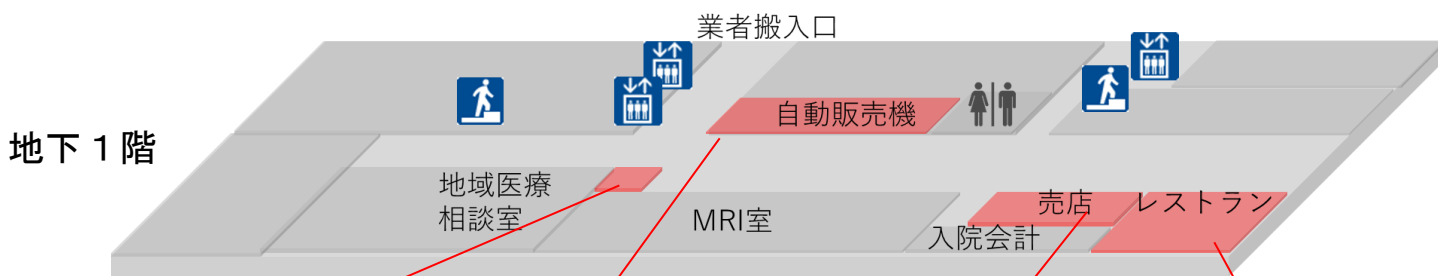 業者搬入口
自動販売機
地下１階
地域医療
相談室
MRI室
売店
レストラン
入院会計